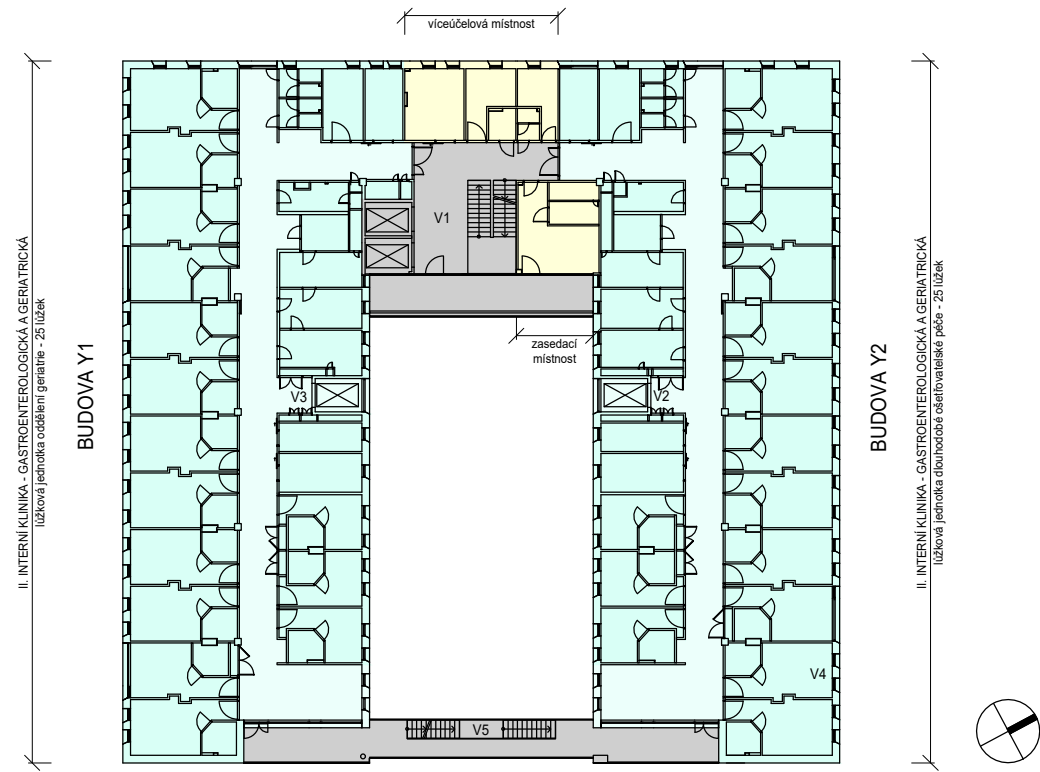 víceúčelová místnost
II. INTERNÍ KLINIKA - GASTROENTEROLOGICKÁ A GERIATRICKÁ
lůžková jednotka oddělení geriatrie - 25 lůžek
BUDOVA Y1
V1
zasedací
místnost
V3
V2
V4
V5
BUDOVA Y2
II. INTERNÍ KLINIKA - GASTROENTEROLOGICKÁ A GERIATRICKÁ
lůžková jednotka dlouhodobé ošetřovatelské péče - 25 lůžek